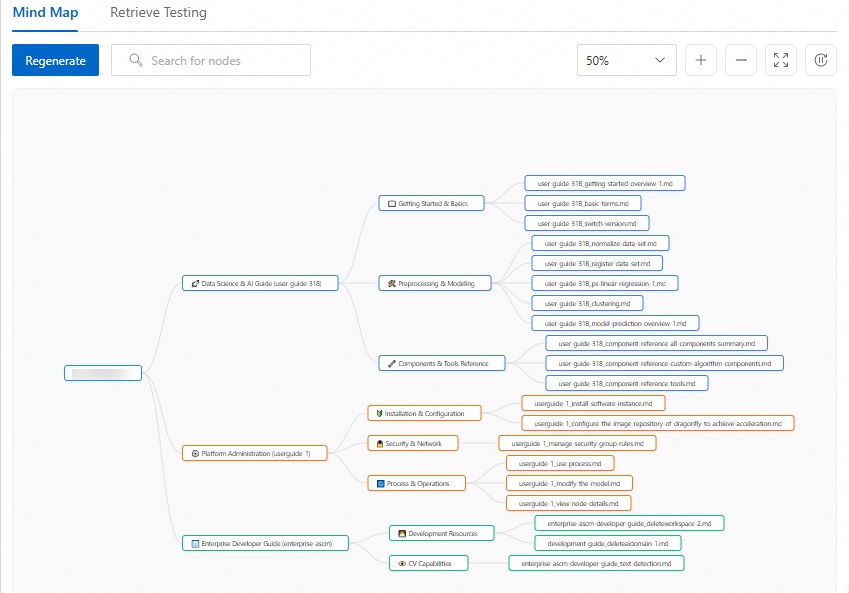 Mind Map
Retrieve Testing
Regenerate
Search for nodes
50%
Data Science & AI Guide (user-guide-318)
Getting Started & Basics
user-guide-318_getting-started-overview-1.md
user-guide-318_basic-terms.md
user-guide-318_switch-version.md
Preprocessing & Modeling
user-guide-318_normalize-data-set.md
user-guide-318_register-data-set.md
user-guide-318_ps-linear-regression-1.md
user-guide-318_clustering.md
user-guide-318_model-prediction-overview-1.md
Components & Tools Reference
user-guide-318_component-reference-all-components-summary.md
user-guide-318_component-reference-custom-algorithm-components.md
user-guide-318_component-reference-tools.md
Platform Administration (userguide-1)
Installation & Configuration
userguide-1_install-software-instance.md
userguide-1_configure-the-image-repository-of-dragonfly-to-achieve-acceleration.md
Security & Network
userguide-1_manage-security-group-rules.md
Process & Operations
userguide-1_use-process.md
userguide-1_modify-the-model.md
userguide-1_view-node-details.md
Enterprise Developer Guide (enterprise-ascm)
Development Resources
enterprise-ascm-developer-guide_deleteworkspace-2.md
development-guide_deleteaidomain-1.md
CV Capabilities
enterprise-ascm-developer-guide_text-detection.md